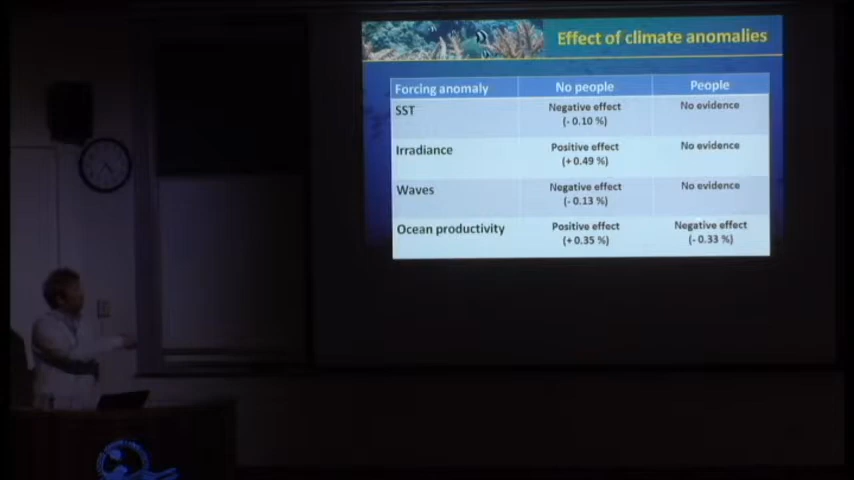 Effect of climate anomalies
Forcing anomaly No people People
SST Negative effect No evidence
(- 0.10 %)
Irradiance Positive effect No evidence
(+ 0.49 %)
Waves Negative effect No evidence
(- 0.13 %)
Ocean productivity Positive effect Negative effect
(+ 0.35 %) (- 0.33 %)